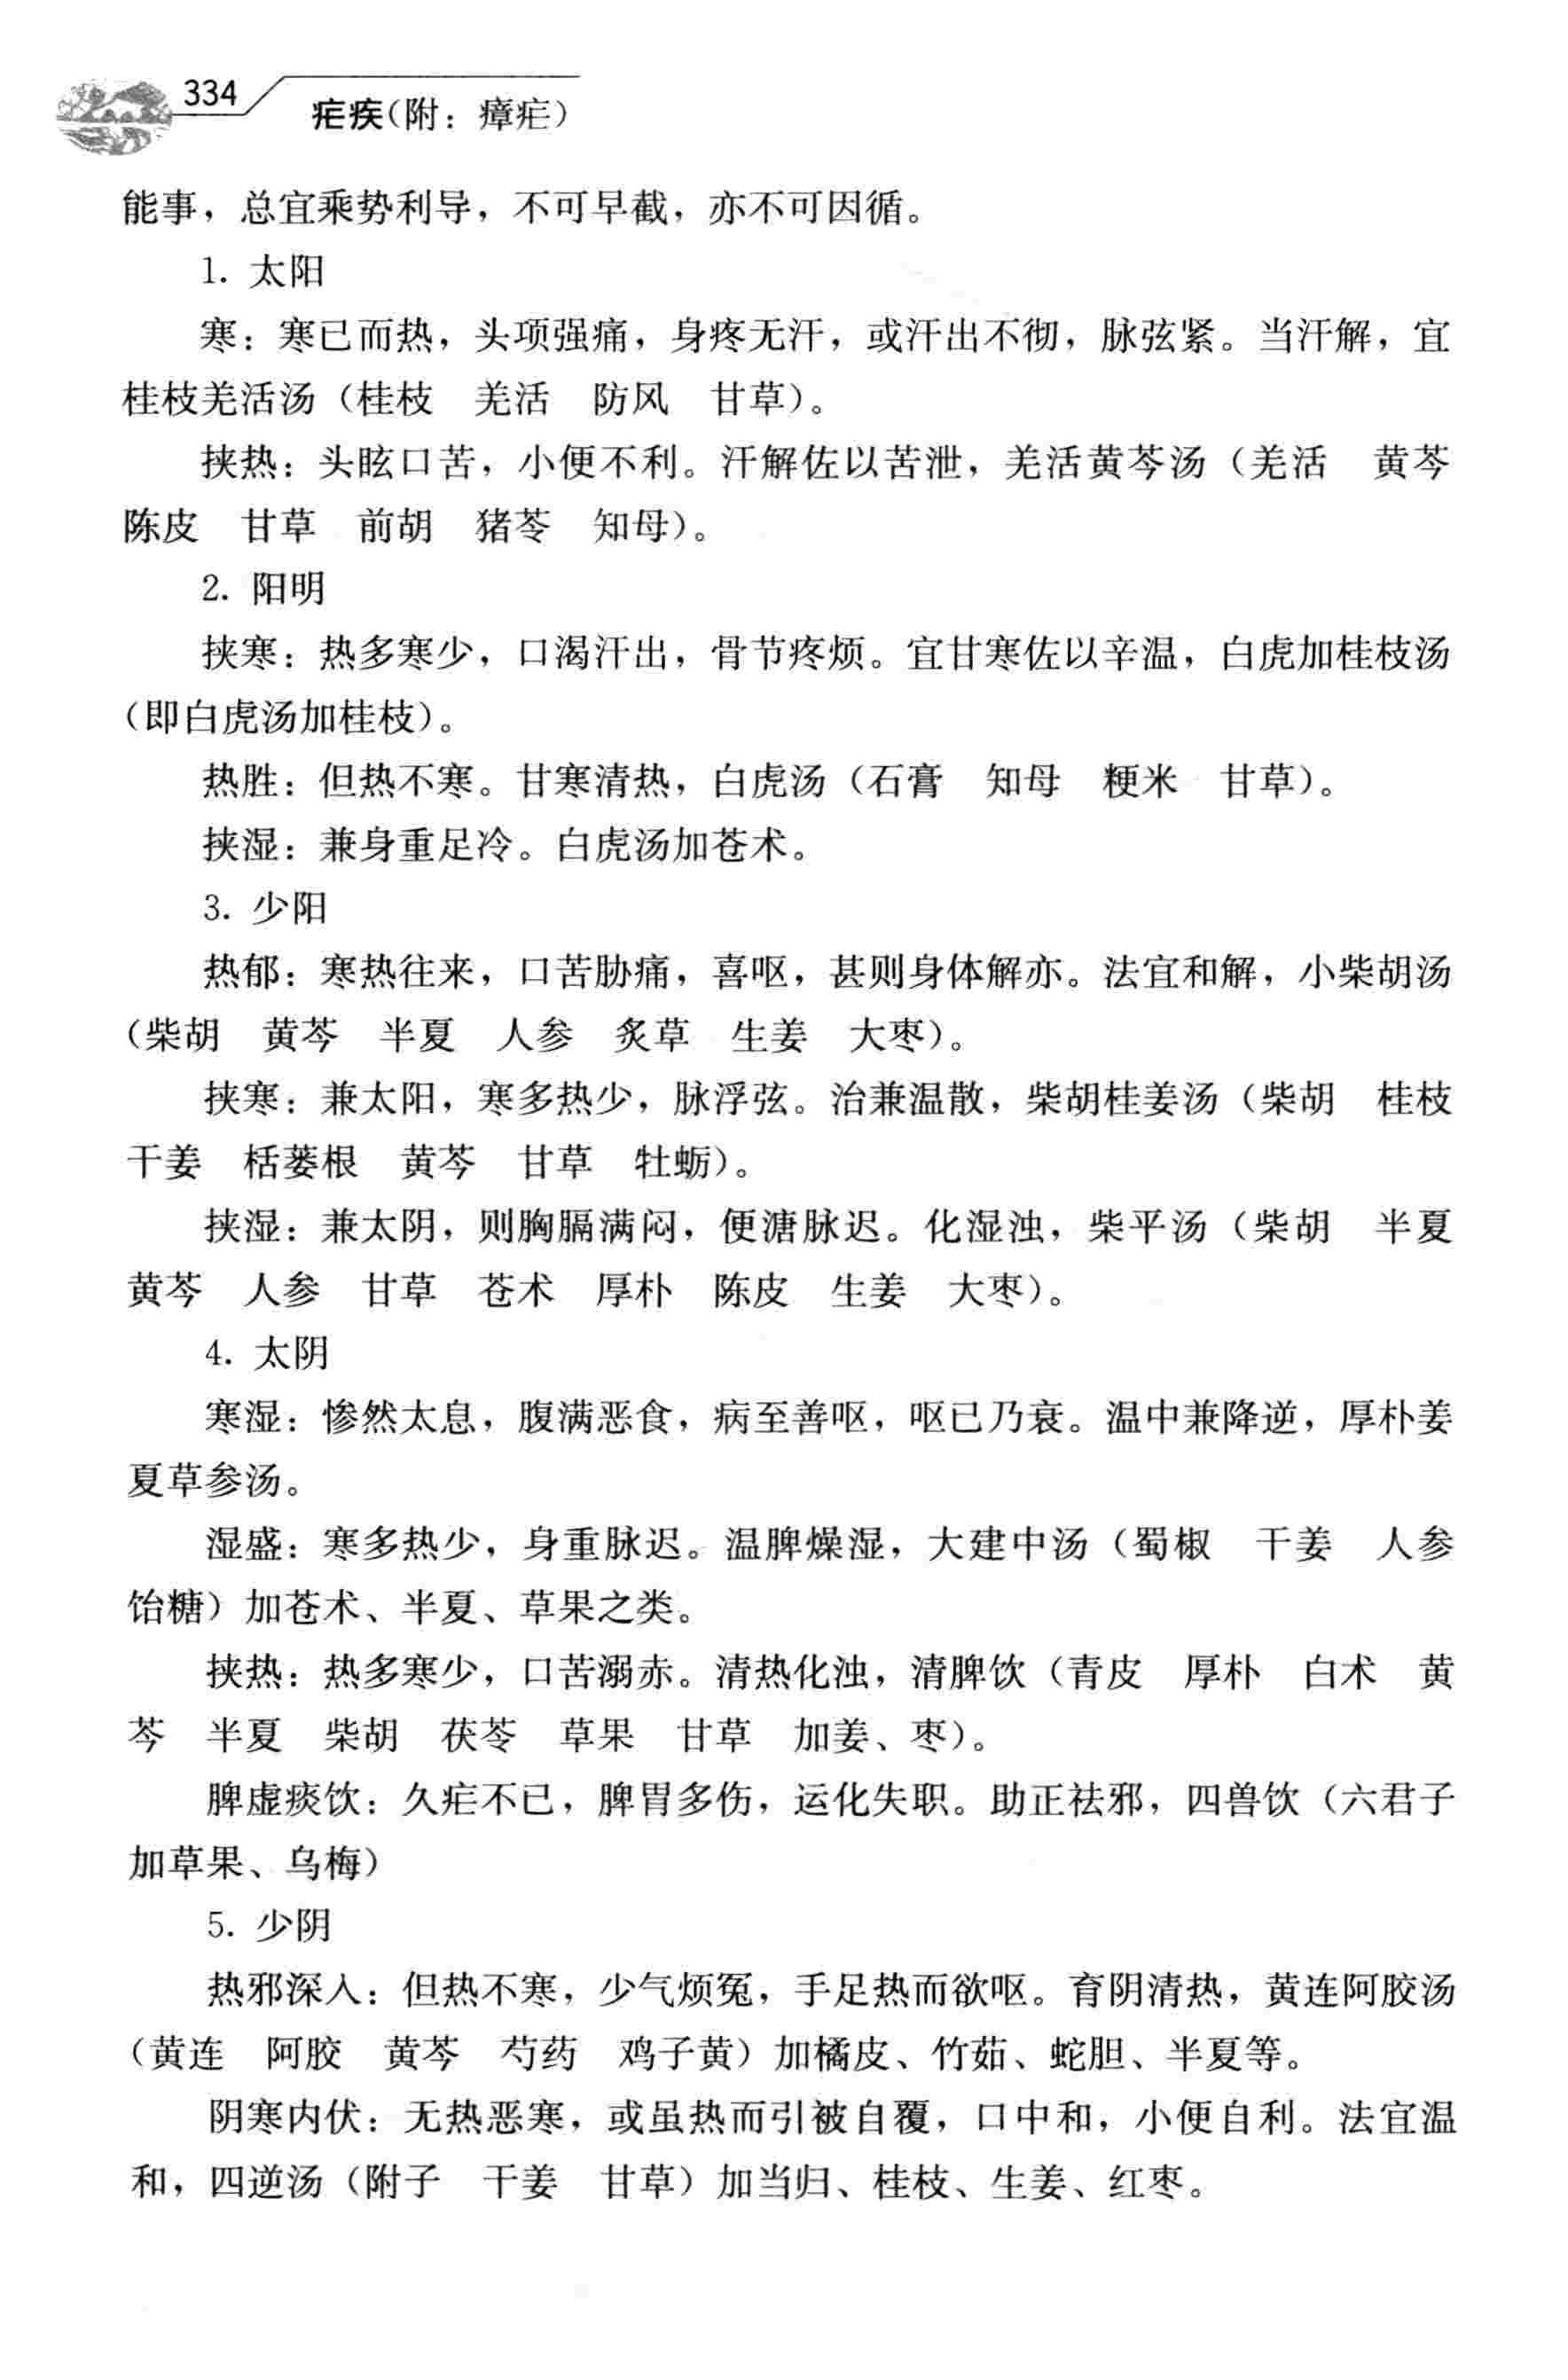 334
疟疾(附：瘴疟)
能事，总宜乘势利导，不可早截，亦不可因循。
1. 太阳
寒：寒已而热，头项强痛，身疼无汗，或汗出不彻，脉弦紧。当汗解，宜
桂枝羌活汤（桂枝　羌活　防风　甘草）。
挟热：头眩口苦，小便不利。汗解佐以苦泄，羌活黄芩汤（羌活　黄芩
陈皮　甘草　前胡　猪苓　知母）。
2. 阳明
挟寒：热多寒少，口渴汗出，骨节疼烦。宜甘寒佐以辛温，白虎加桂枝汤
（即白虎汤加桂枝）。
热胜：但热不寒。甘寒清热，白虎汤（石膏　知母　粳米　甘草）。
挟湿：兼身重足冷。白虎汤加苍术。
3. 少阳
热郁：寒热往来，口苦胁痛，喜呕，甚则身体解亦。法宜和解，小柴胡汤
（柴胡　黄芩　半夏　人参　炙草　生姜　大枣）。
挟寒：兼太阳，寒多热少，脉浮弦。治兼温散，柴胡桂姜汤（柴胡　桂枝
干姜　栝蒌根　黄芩　甘草　牡蛎）。
挟湿：兼太阴，则胸膈满闷，便溏脉迟。化湿浊，柴平汤（柴胡　半夏
黄芩　人参　甘草　苍术　厚朴　陈皮　生姜　大枣）。
4. 太阴
寒湿：惨然太息，腹满恶食，病至善呕，呕已乃衰。温中兼降逆，厚朴姜
夏草参汤。
湿盛：寒多热少，身重脉迟。温脾燥湿，大建中汤（蜀椒　干姜　人参
饴糖）加苍术、半夏、草果之类。
挟热：热多寒少，口苦溺赤。清热化浊，清脾饮（青皮　厚朴　白术　黄
芩　半夏　柴胡　茯苓　草果　甘草　加姜、枣）。
脾虚痰饮：久疟不已，脾胃多伤，运化失职。助正祛邪，四兽饮（六君子
加草果、乌梅）
5. 少阴
热邪深入：但热不寒，少气烦冤，手足热而欲呕。育阴清热，黄连阿胶汤
（黄连　阿胶　黄芩　芍药　鸡子黄）加橘皮、竹茹、蛇胆、半夏等。
阴寒内伏：无热恶寒，或虽热而引被自覆，口中和，小便自利。法宜温
和，四逆汤（附子　干姜　甘草）加当归、桂枝、生姜、红枣。